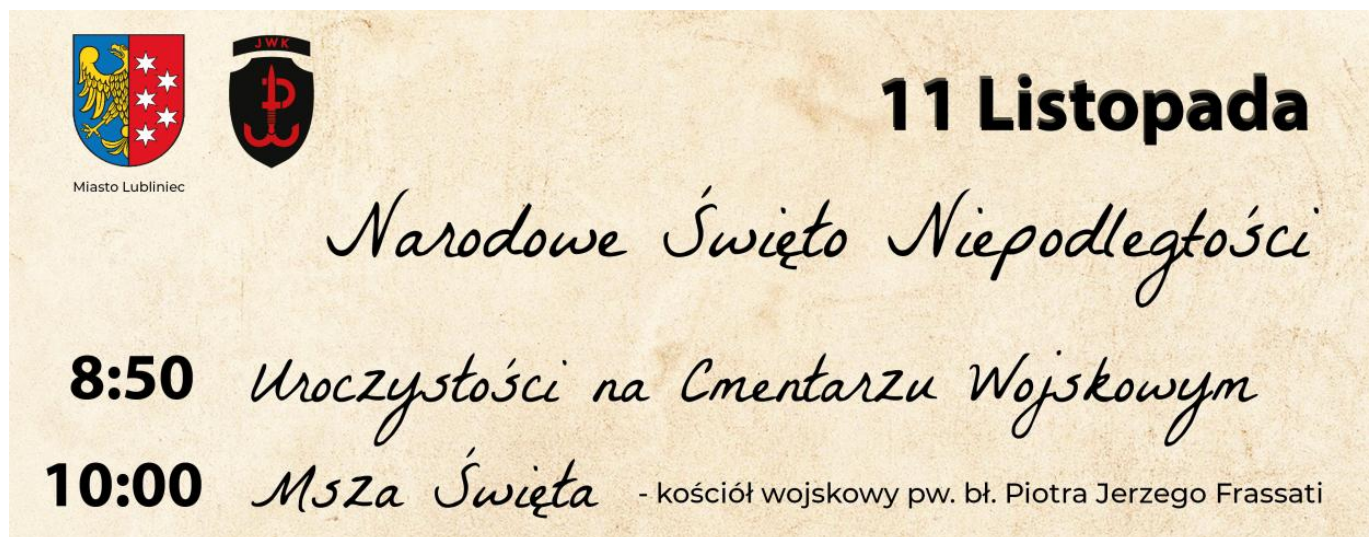 JWK
Miasto Lubliniec
11 Listopada
Narodowe Święto Niepodległości
8:50 Uroczystości na Cmentarzu Wojskowym
10:00 Msza Święta - kościół wojskowy pw. bł. Piotra Jerzego Frassati